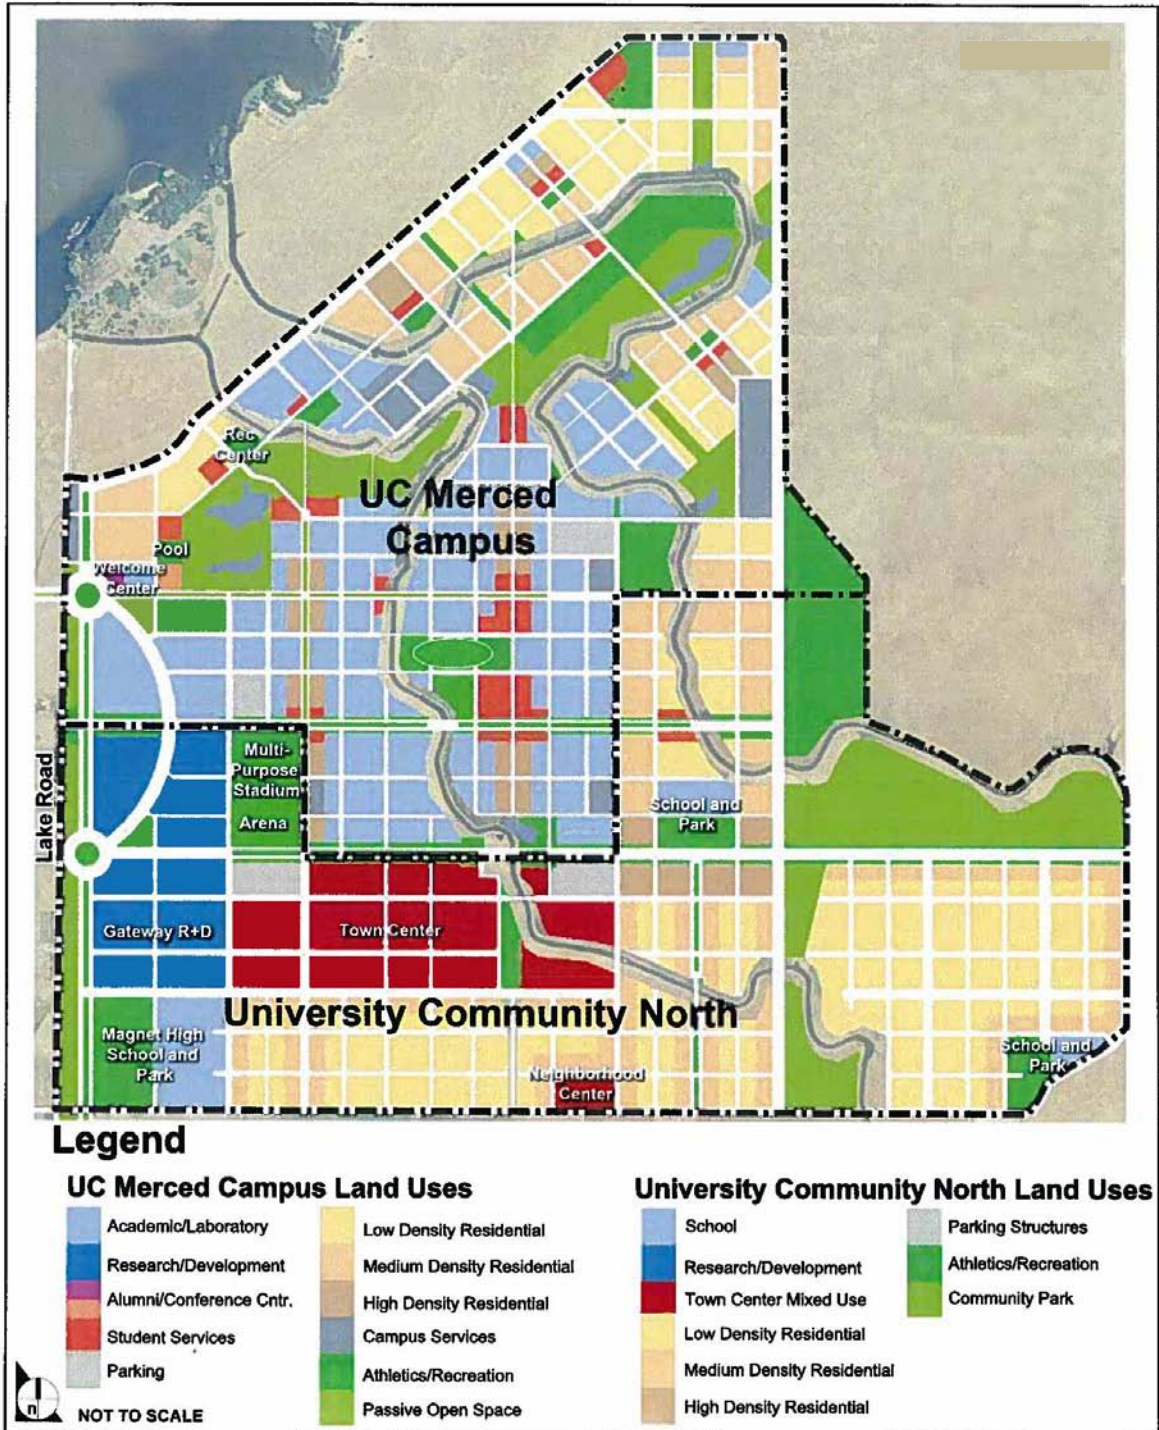 Rec
Center
UC Merced
Campus
Pool
Welcome
Center
Lake Road
Multi-
Purpose
Stadium
Arena
School and
Park
Gateway R+D
Town Center
University Community North
Magnet High
School and
Park
Neighborhood
Center
School and
Park
Legend
UC Merced Campus Land Uses
Academic/Laboratory
Research/Development
Alumni/Conference Cntr.
Student Services
Parking
Low Density Residential
Medium Density Residential
High Density Residential
Campus Services
Athletics/Recreation
Passive Open Space
University Community North Land Uses
School
Research/Development
Town Center Mixed Use
Low Density Residential
Medium Density Residential
High Density Residential
Parking Structures
Athletics/Recreation
Community Park
n
NOT TO SCALE